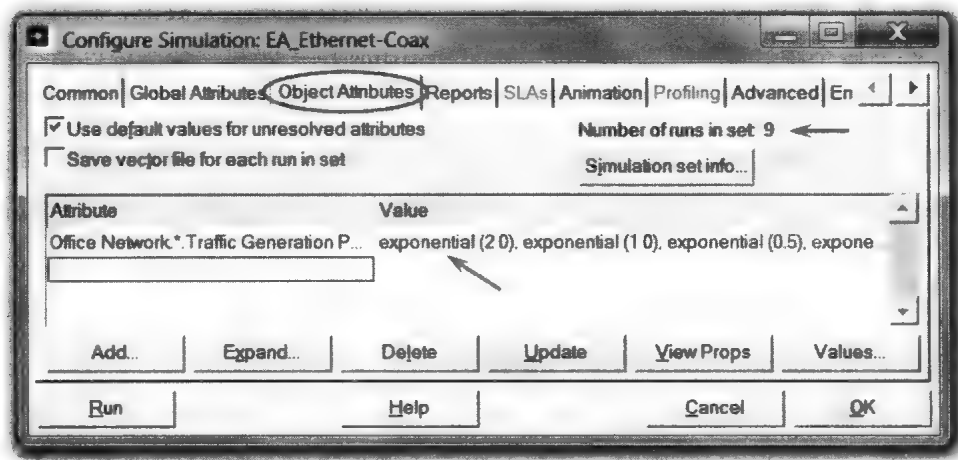 Configure Simulation: EA_Ethernet-Coax
Common Global Attributes Object Attributes Reports SLAs Animation Profiling Advanced En
Use default values for unresolved attributes
Number of runs in set: 9
Save vector file for each run in set
Simulation set info...
Attribute Value
Office Network.*.Traffic Generation P... exponential (2.0), exponential (1.0), exponential (0.5), expone
Add... Expand... Delete Update View Props Values...
Run Help Cancel OK